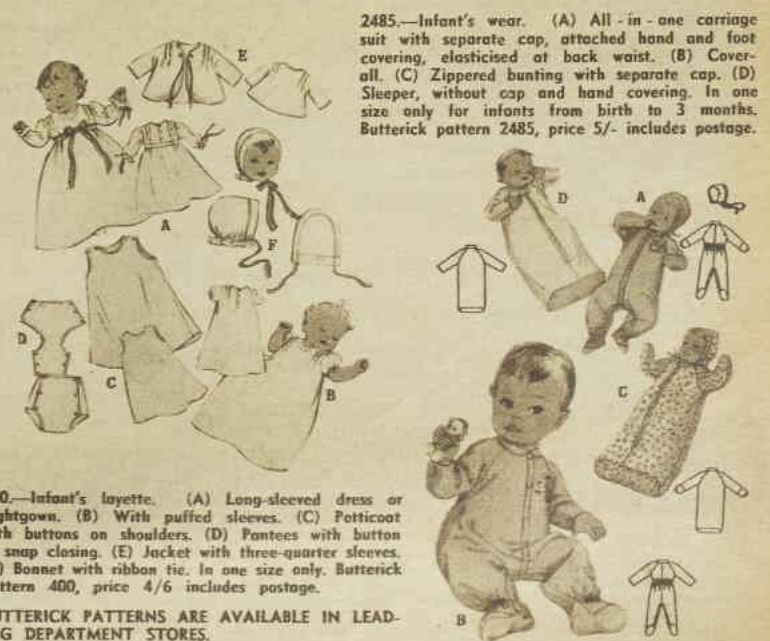 2485.—Infant's wear. (A) All - in - one carriage
suit with separate cap, attached hand and foot
covering, elasticised at back waist. (B) Cover-
all. (C) Zippered bunting with separate cap. (D)
Sleeper, without cap and hand covering. In one
size only for infants from birth to 3 months.
Butterick pattern 2485, price 5/- includes postage.
E
A
F
D
C
B
D
A
C
B
0.—Infant's layette. (A) Long-sleeved dress or
ghtgown. (B) With puffed sleeves. (C) Petticoat
th buttons on shoulders. (D) Pantees with button
snap closing. (E) Jacket with three-quarter sleeves.
) Bonnet with ribbon tie. In one size only. Butterick
ttern 400, price 4/6 includes postage.
UTTERICK PATTERNS ARE AVAILABLE IN LEAD-
G DEPARTMENT STORES.